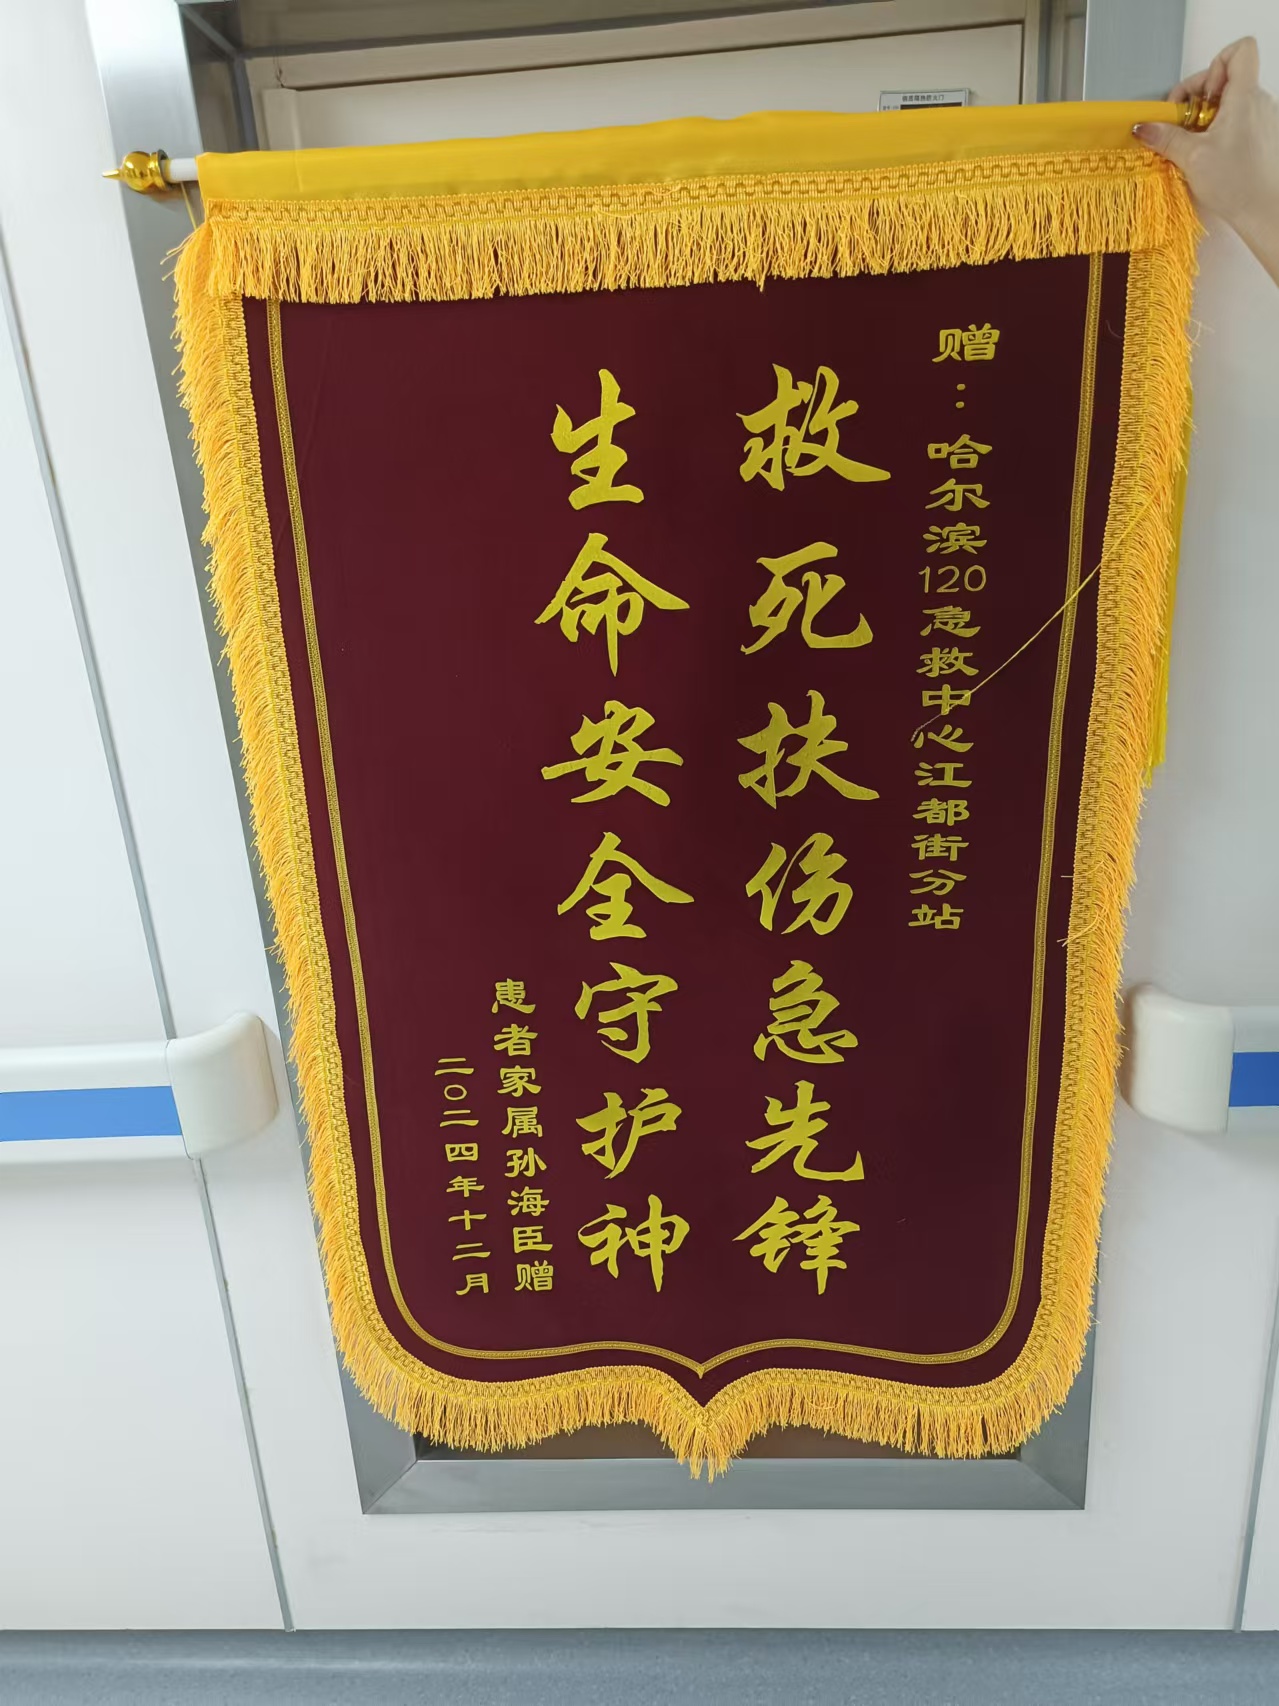 赠：哈尔滨120急救中心江都街分站
救死扶伤急先锋
生命安全守护神
患者家属孙海臣赠
二〇二四年十二月